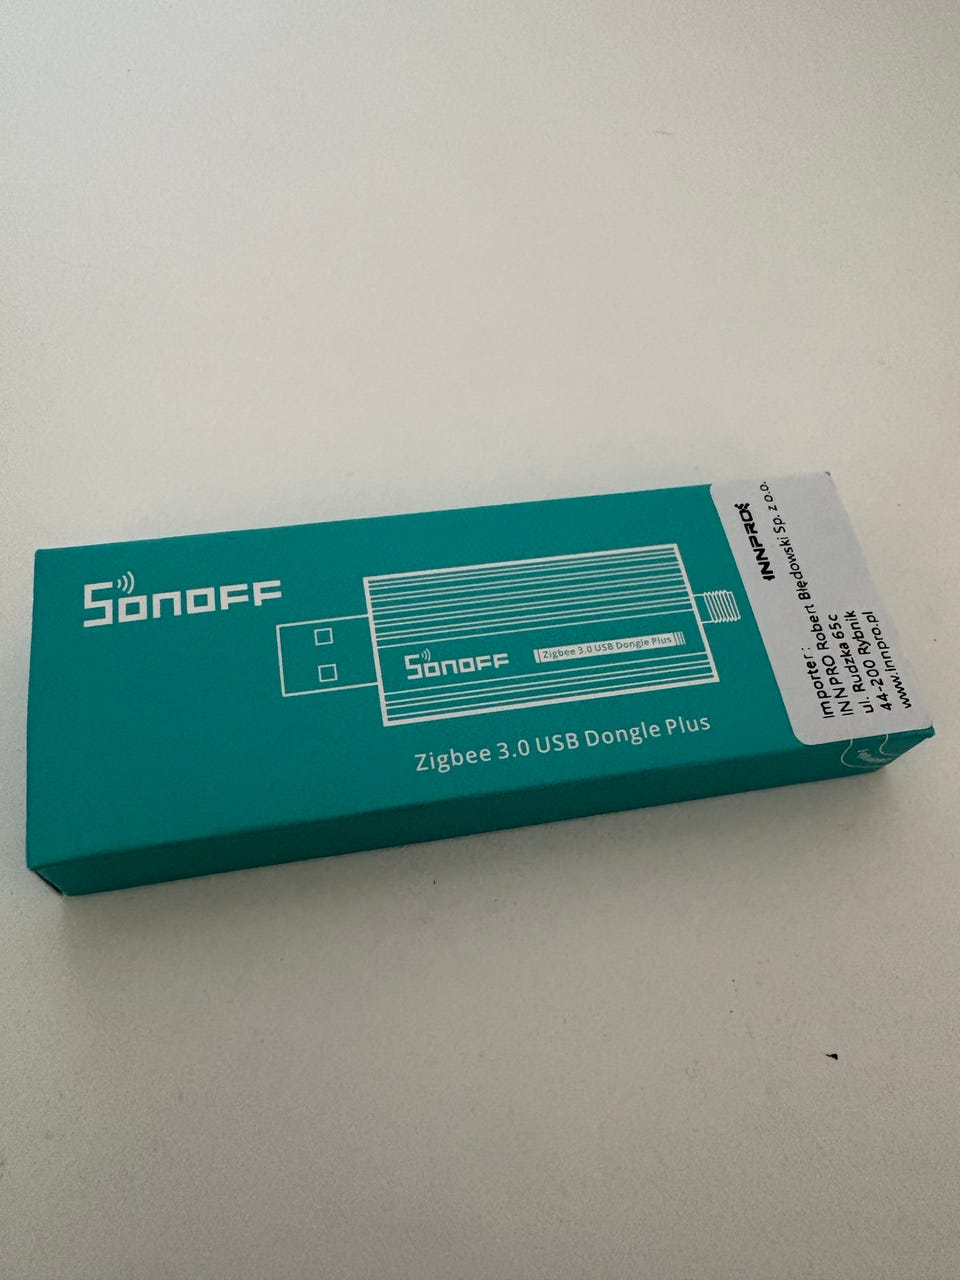 SONOFF
SONOFF
Zigbee 3.0 USB Dongle Plus
Zigbee 3.0 USB Dongle Plus
INNPRO
Importer:
INNPRO Robert Błędowski Sp. z o.o.
ul. Rudzka 65c
44-200 Rybnik
www.innpro.pl